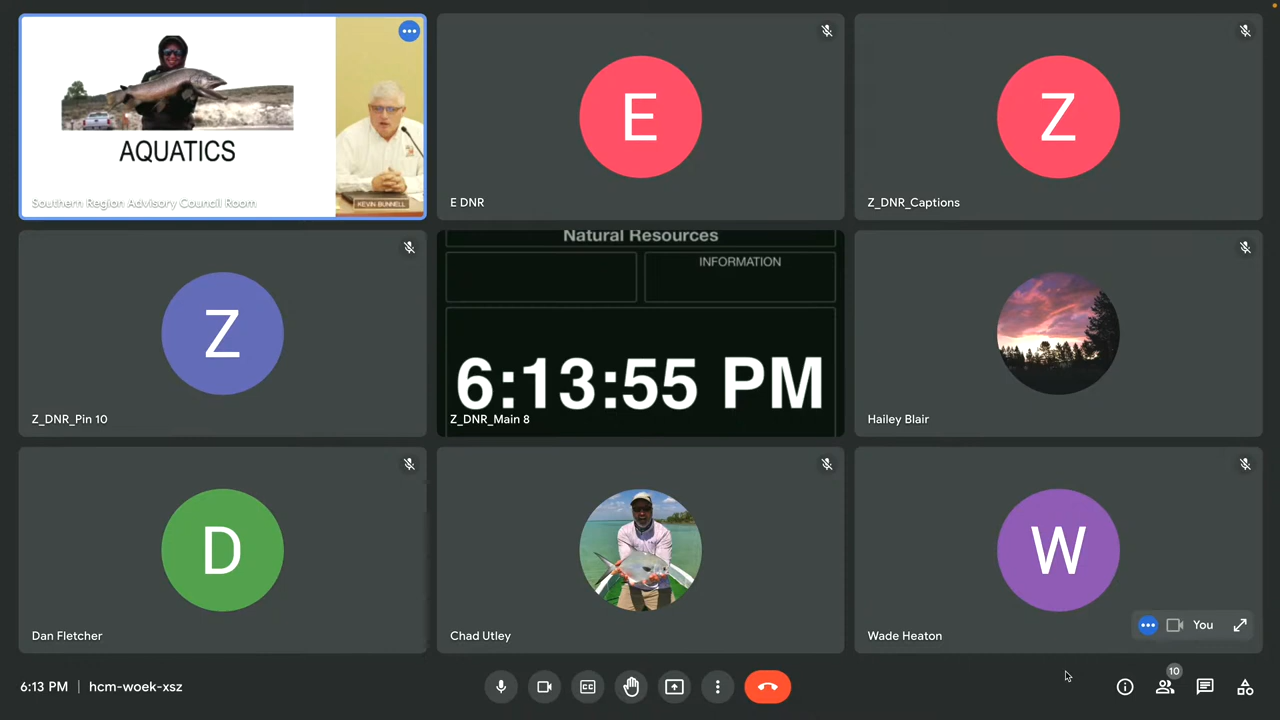 AQUATICS
KEVIN BUNNELL
Southern Region Advisory Council Room
E
E DNR
Z
Z_DNR_Captions
Z
Z_DNR_Pin 10
Natural Resources
INFORMATION
6:13:55 PM
Z_DNR_Main 8
Hailey Blair
D
Dan Fletcher
Chad Utley
W
Wade Heaton
You
6:13 PM | hcm-woek-xsz
CC
10